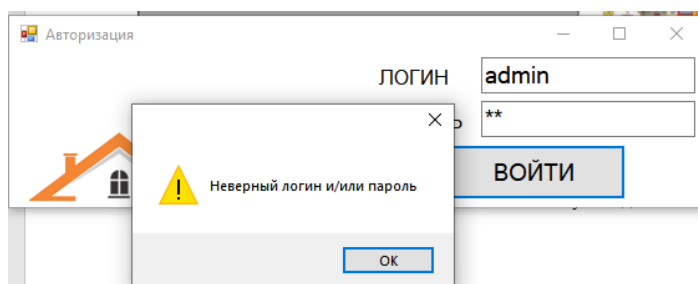 Авторизация
ЛОГИН
admin
Ь
**
Неверный логин и/или пароль
ВОЙТИ
ОК